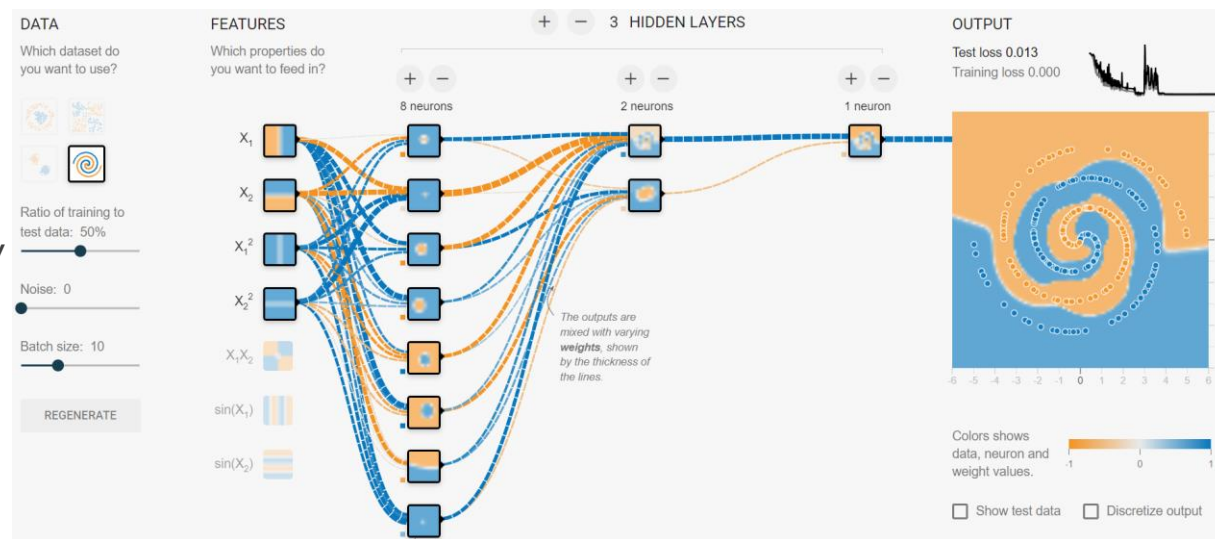 DATA
Which dataset do
you want to use?
Ratio of training to
test data: 50%
Noise: 0
Batch size: 10
REGENERATE
FEATURES
Which properties do
you want to feed in?
X₁
X₂
X₁²
X₂²
X₁X₂
sin(X₁)
sin(X₂)
+ − 3 HIDDEN LAYERS
+ −
8 neurons
+ −
2 neurons
+ −
1 neuron
The outputs are
mixed with varying
weights, shown
by the thickness of
the lines.
OUTPUT
Test loss 0.013
Training loss 0.000
-6 -5 -4 -3 -2 -1 0 1 2 3 4 5 6
Colors shows
data, neuron and
weight values.
-1 0 1
Show test data
Discretize output